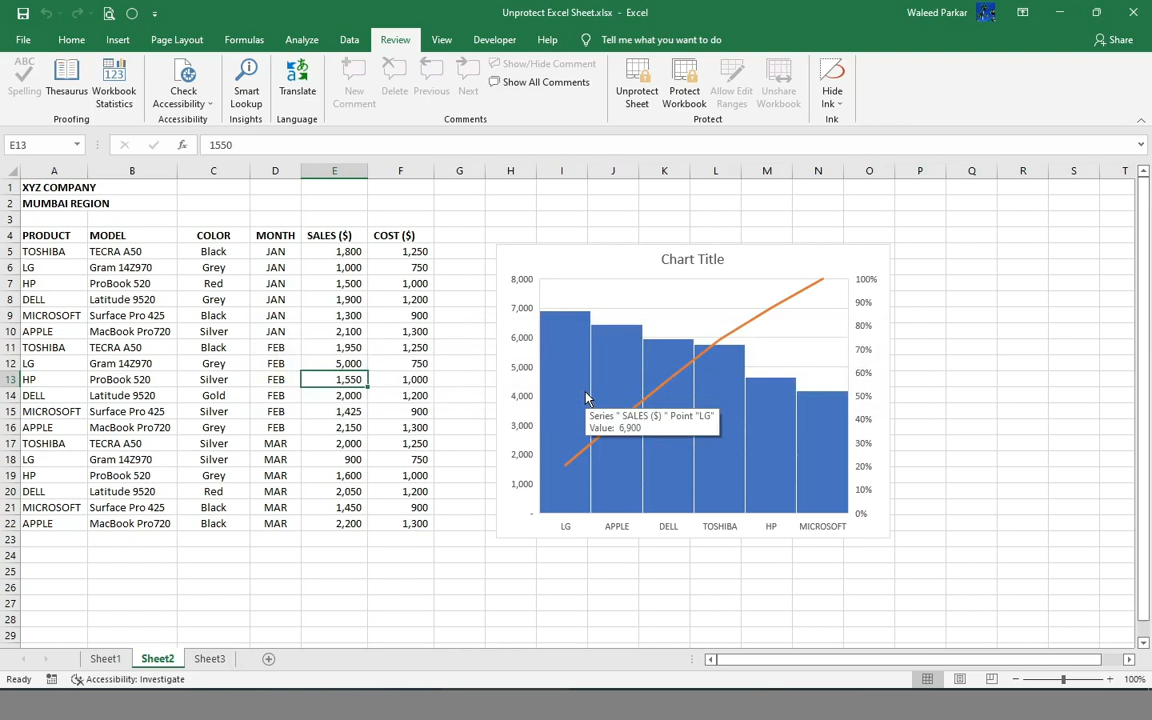 Unprotect Excel Sheet.xlsx - Excel
Waleed Parkar
File Home Insert Page Layout Formulas Analyze Data Review View Developer Help Tell me what you want to do Share
ABC
Spelling Thesaurus Workbook Statistics
Check Accessibility
Smart Lookup
Translate
New Comment Delete Previous Next
Show/Hide Comment
Show All Comments
Unprotect Sheet Protect Workbook Allow Edit Ranges Unshare Workbook
Hide Ink
Proofing Accessibility Insights Language Comments Protect Ink
E13 fx 1550
A B C D E F G H I J K L M N O P Q R S T
1 XYZ COMPANY
2 MUMBAI REGION
3
4 PRODUCT MODEL COLOR MONTH SALES ($) COST ($)
5 TOSHIBA TECRA A50 Black JAN 1,800 1,250
6 LG Gram 14Z970 Grey JAN 1,000 750
7 HP ProBook 520 Red JAN 1,500 1,000
8 DELL Latitude 9520 Grey JAN 1,900 1,200
9 MICROSOFT Surface Pro 425 Black JAN 1,300 900
10 APPLE MacBook Pro720 Silver JAN 2,100 1,300
11 TOSHIBA TECRA A50 Black FEB 1,950 1,250
12 LG Gram 14Z970 Grey FEB 5,000 750
13 HP ProBook 520 Silver FEB 1,550 1,000
14 DELL Latitude 9520 Gold FEB 2,000 1,200
15 MICROSOFT Surface Pro 425 Silver FEB 1,425 900
16 APPLE MacBook Pro720 Grey FEB 2,150 1,300
17 TOSHIBA TECRA A50 Silver MAR 2,000 1,250
18 LG Gram 14Z970 Silver MAR 900 750
19 HP ProBook 520 Grey MAR 1,600 1,000
20 DELL Latitude 9520 Red MAR 2,050 1,200
21 MICROSOFT Surface Pro 425 Black MAR 1,450 900
22 APPLE MacBook Pro720 Black MAR 2,200 1,300
23
24
25
26
27
28
29
Chart Title
8,000 100%
7,000 90%
6,000 80%
5,000 70%
4,000 60%
3,000 50%
2,000 40%
1,000 30%
- 20%
10%
0%
Series " SALES ($) " Point "LG"
Value: 6,900
LG APPLE DELL TOSHIBA HP MICROSOFT
Sheet1 Sheet2 Sheet3
Ready Accessibility: Investigate 100%